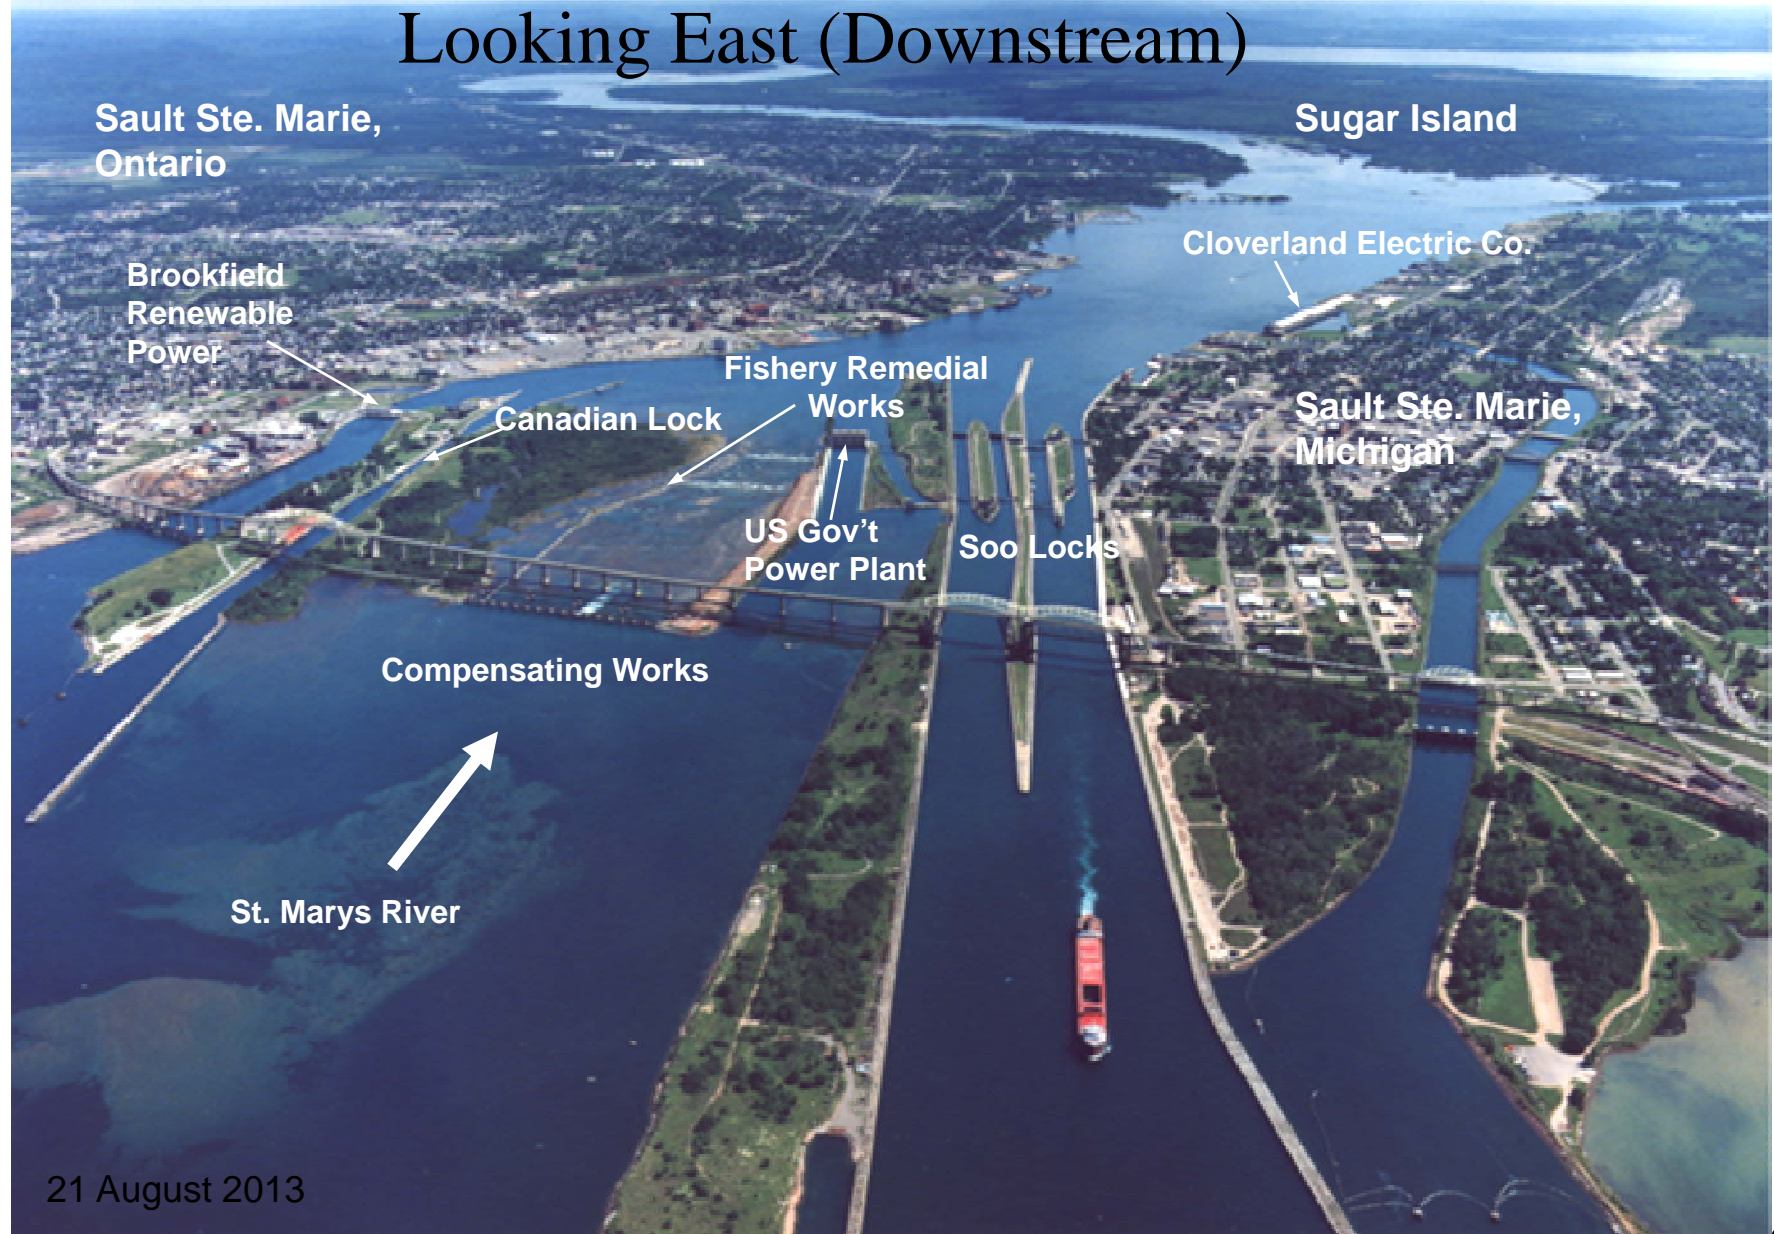 Looking East (Downstream)
Sault Ste. Marie,
Ontario
Sugar Island
Cloverland Electric Co.
Brookfield
Renewable
Power
Fishery Remedial
Works
Canadian Lock
Sault Ste. Marie,
Michigan
US Gov’t
Power Plant
Soo Locks
Compensating Works
St. Marys River
21 August 2013